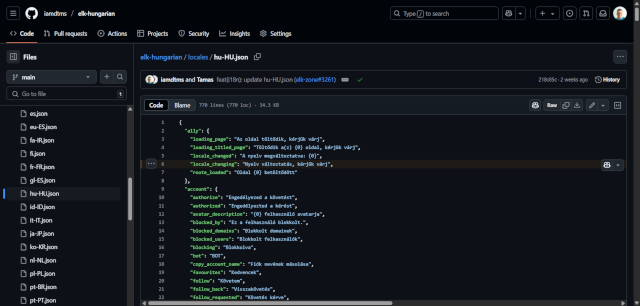 iamdtms / elk-hungarian
Type / to search
Code
Pull requests
Actions
Projects
Security
Insights
Settings
Files
elk-hungarian / locales / hu-HU.json
main
iamdtms and Tamas feat(i18n): update hu-HU.json (elk-zone#3261)
218d85c · 2 weeks ago
History
Go to file
t
Code
Blame
770 lines (770 loc) · 34.3 KB
Raw
es.json
eu-ES.json
fa-IR.json
fi.json
fr-FR.json
gl-ES.json
hu-HU.json
id-ID.json
it-IT.json
ja-JP.json
ko-KR.json
nl-NL.json
pl-PL.json
pt-BR.json
pt-PT.json
1 {
2 "a11y": {
3 "loading_page": "Az oldal töltődik, kérjük várj",
4 "loading_titled_page": "Töltődik a(z) {0} oldal, kérjük várj",
5 "locale_changed": "A nyelv megváltoztatva: {0}",
6 "locale_changing": "Nyelv változtatás, kérjük várj",
7 "route_loaded": "Oldal {0} betöltődött"
8 },
9 "account": {
10 "authorize": "Engedélyezed a követést",
11 "authorized": "Engedélyezted a kérést",
12 "avatar_description": "{0} felhasználó avatarja",
13 "blocked_by": "Ez a felhasználó blokkolt.",
14 "blocked_domains": "Blokkolt domainek",
15 "blocked_users": "Blokkolt felhasználók",
16 "blocking": "Blokkolva",
17 "bot": "BOT",
18 "copy_account_name": "Fiók nevének másolása",
19 "favourites": "Kedvencek",
20 "follow": "Követem",
21 "follow_back": "Visszakövetés",
22 "follow_requested": "Követés kérve",